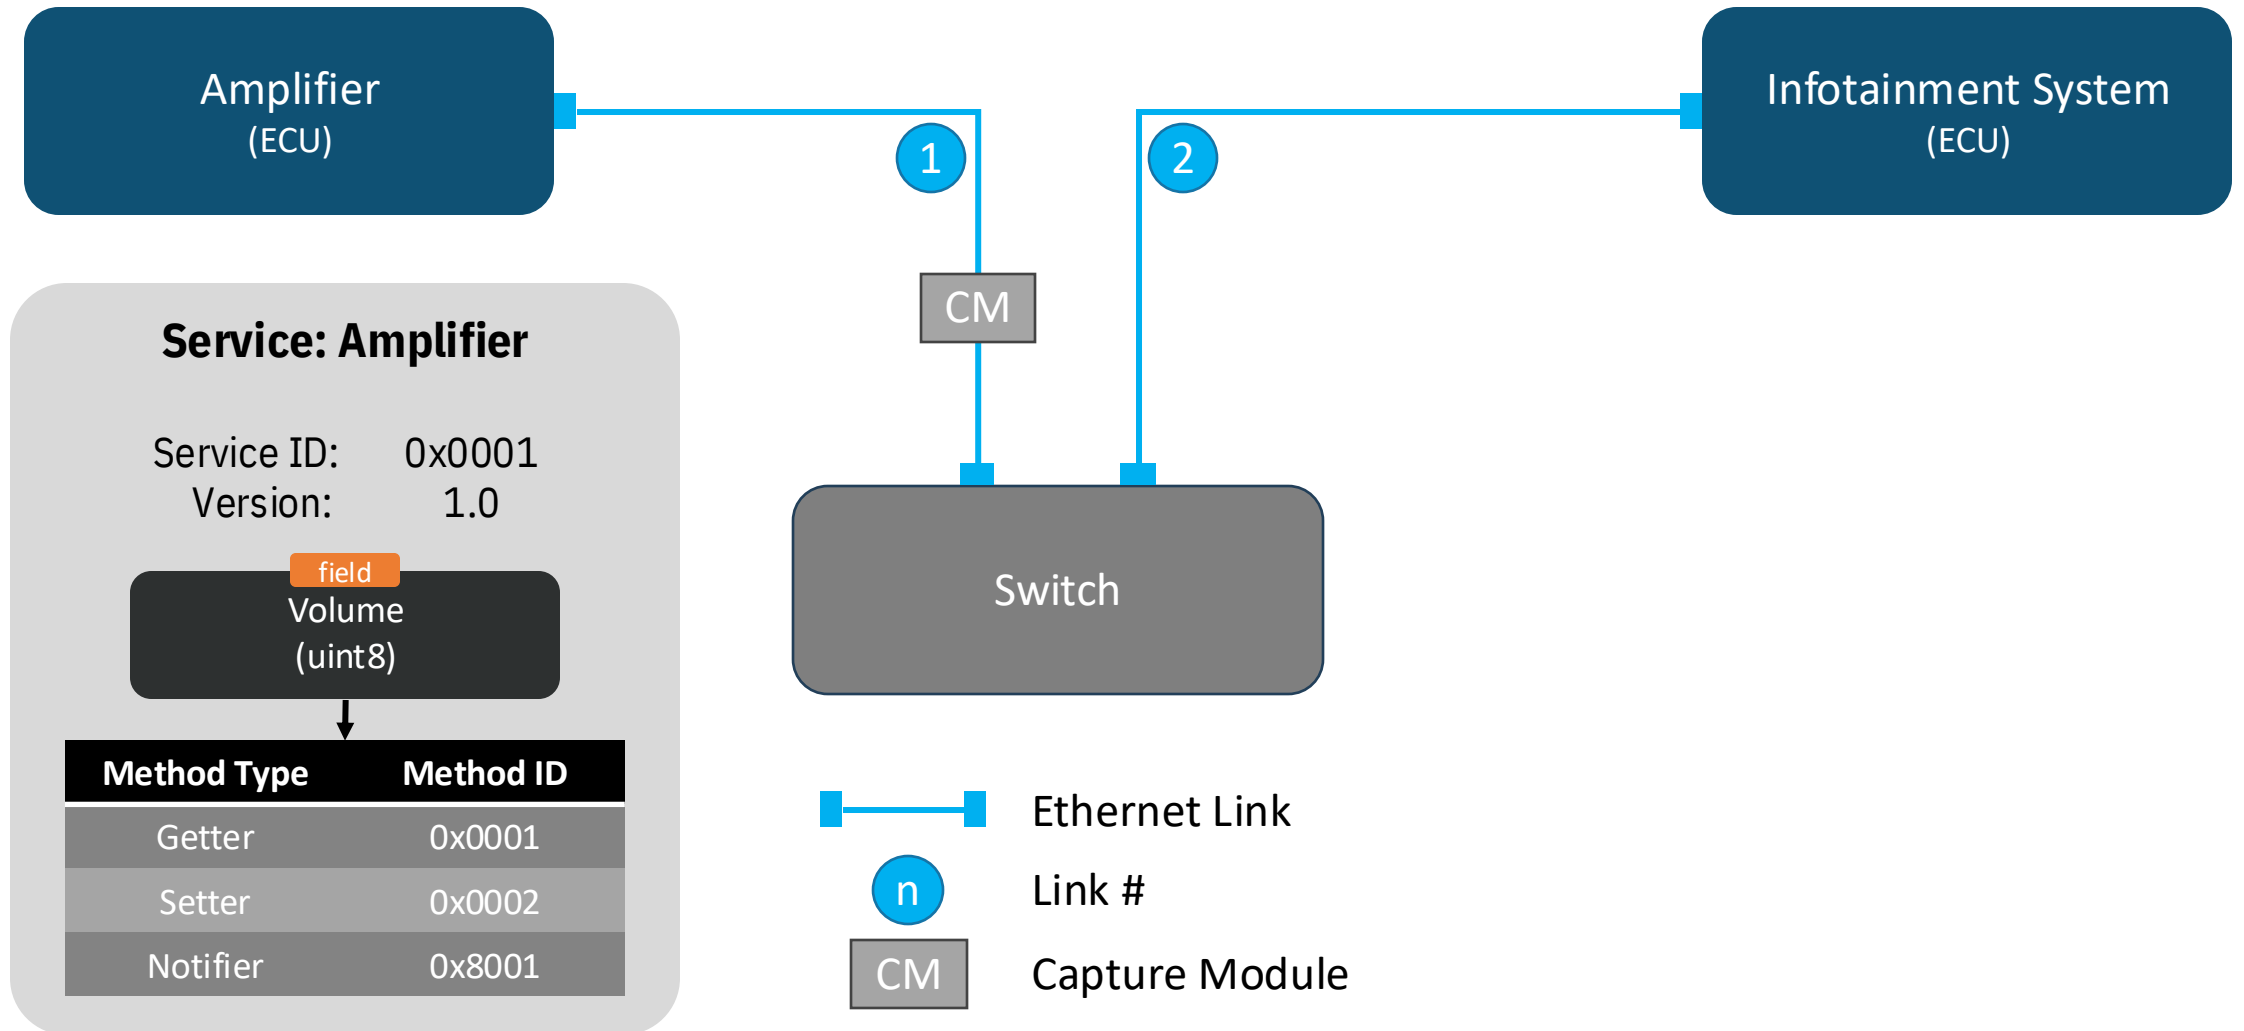 Amplifier
(ECU)
Infotainment System
(ECU)
1
2
CM
Service: Amplifier
Service ID: 0x0001
Version: 1.0
field
Volume
(uint8)
Switch
Method Type Method ID
Getter 0x0001
Setter 0x0002
Notifier 0x8001
Ethernet Link
n Link #
CM Capture Module